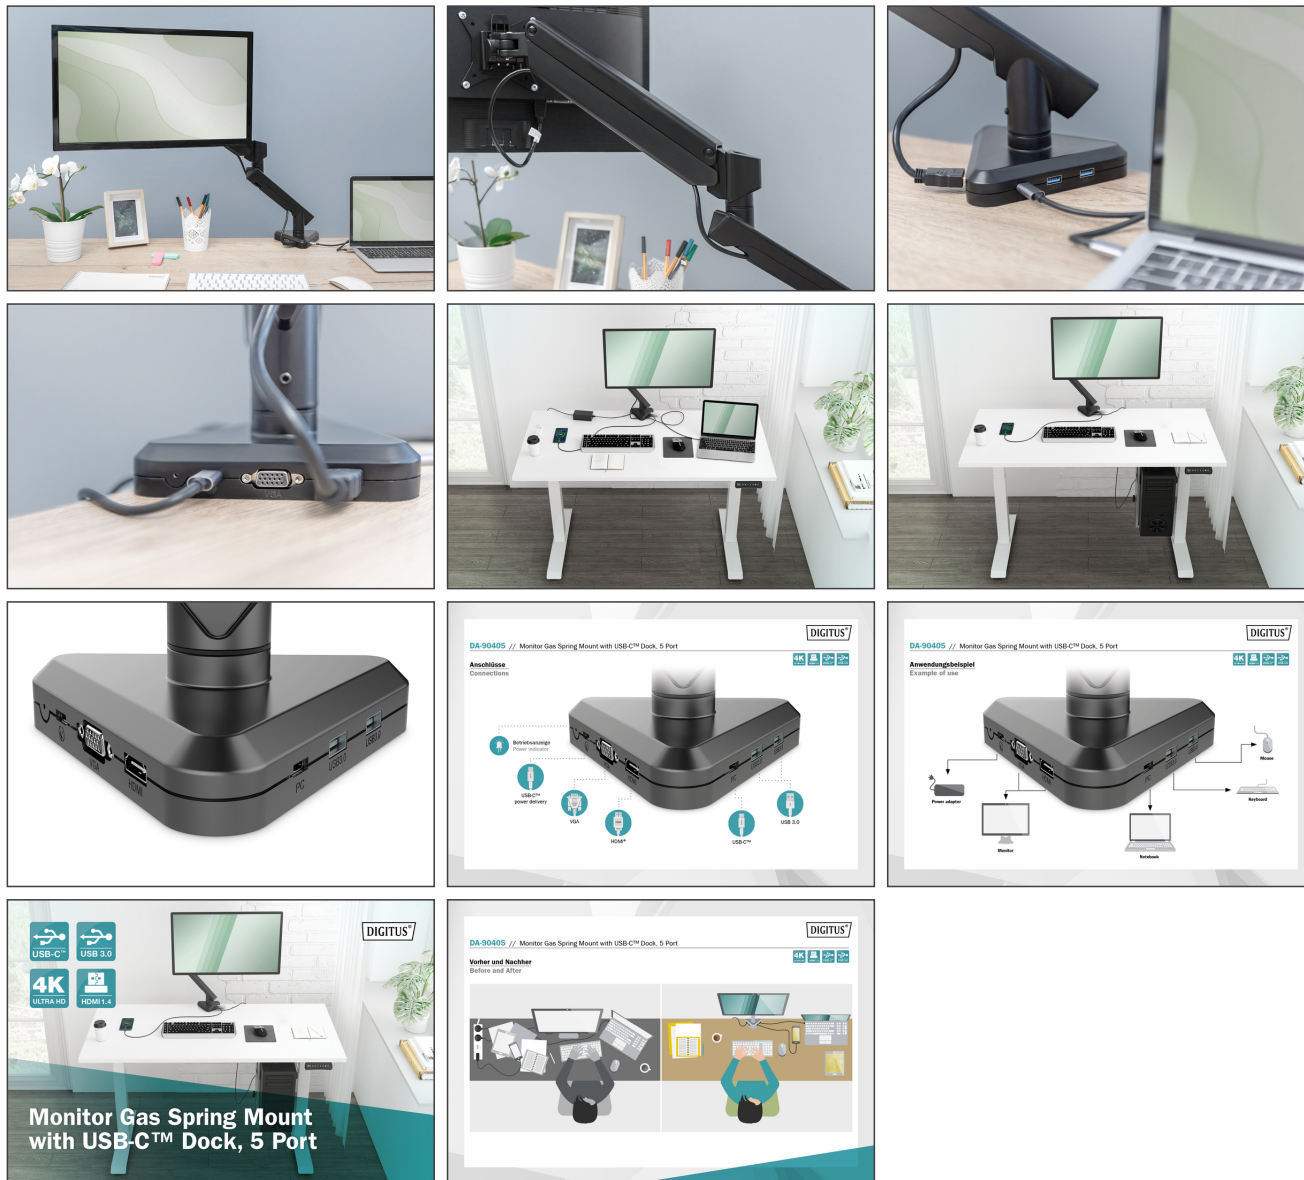 VGA
VGA
HDMI
PC
USB3.0
USB3.0
DIGITUS®
DA-90405 // Monitor Gas Spring Mount with USB-C™ Dock, 5 Port
4K
Anschlüsse
Connections
Betriebsanzeige
Power indicator
USB-C™
power delivery
VGA
HDMI®
USB-C™
USB 3.0
DIGITUS®
DA-90405 // Monitor Gas Spring Mount with USB-C™ Dock, 5 Port
4K
Anwendungsbeispiel
Example of use
Power adapter
Monitor
Notebook
Keyboard
Mouse
USB-C™
USB 3.0
4K
ULTRA HD
HDMI 1.4
DIGITUS®
Monitor Gas Spring Mount
with USB-C™ Dock, 5 Port
DIGITUS®
DA-90405 // Monitor Gas Spring Mount with USB-C™ Dock, 5 Port
4K
Vorher und Nachher
Before and After